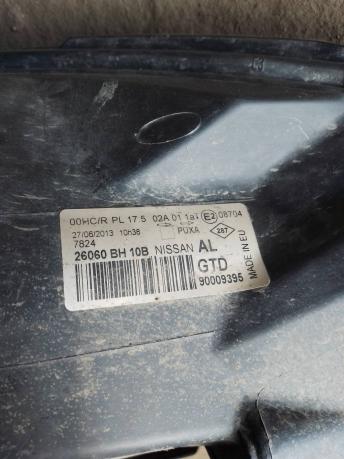 00HC/R PL 17.5 02A 01 1a1 E2 08704
27/06/2013 10h36 PUXA 287
7824
26060 BH 10B NISSAN AL
GTD
90009395
MADE IN EU